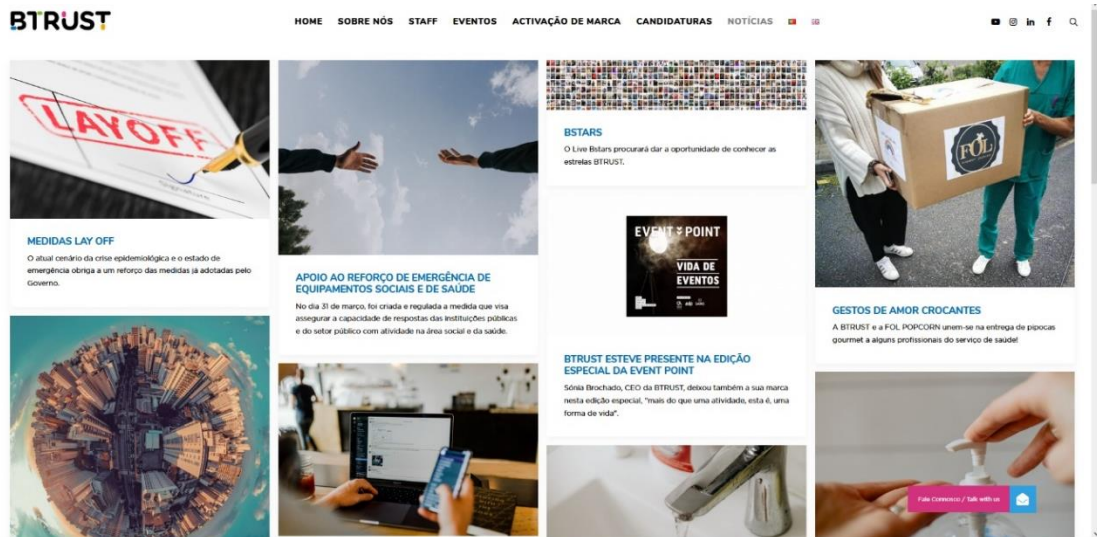 BTRUST
HOME SOBRE NÓS STAFF EVENTOS ACTIVAÇÃO DE MARCA CANDIDATURAS NOTÍCIAS
LAYOFF
MEDIDAS LAY OFF
O atual cenário da crise epidemiológica e o estado de
emergência obriga a um reforço das medidas já adotadas pelo
Governo.
APOIO AO REFORÇO DE EMERGÊNCIA DE
EQUIPAMENTOS SOCIAIS E DE SAÚDE
No dia 31 de março, foi criada e regulada a medida que visa
assegurar a capacidade de respostas das instituições públicas
e do setor público com atividade na área social e da saúde.
BSTARS
O Live Bstars procurará dar a oportunidade de conhecer as
estrelas BTRUST.
EVENT POINT
VIDA DE
EVENTOS
BTRUST ESTEVE PRESENTE NA EDIÇÃO
ESPECIAL DA EVENT POINT
Sónia Brochado, CEO da BTRUST, deixou também a sua marca
nesta edição especial, "mais do que uma atividade, esta é, uma
forma de vida".
FOL
GESTOS DE AMOR CROCANTES
A BTRUST e a FOL POPCORN unem-se na entrega de pipocas
gourmet a alguns profissionais do serviço de saúde!
Fale Connosco / Talk with us